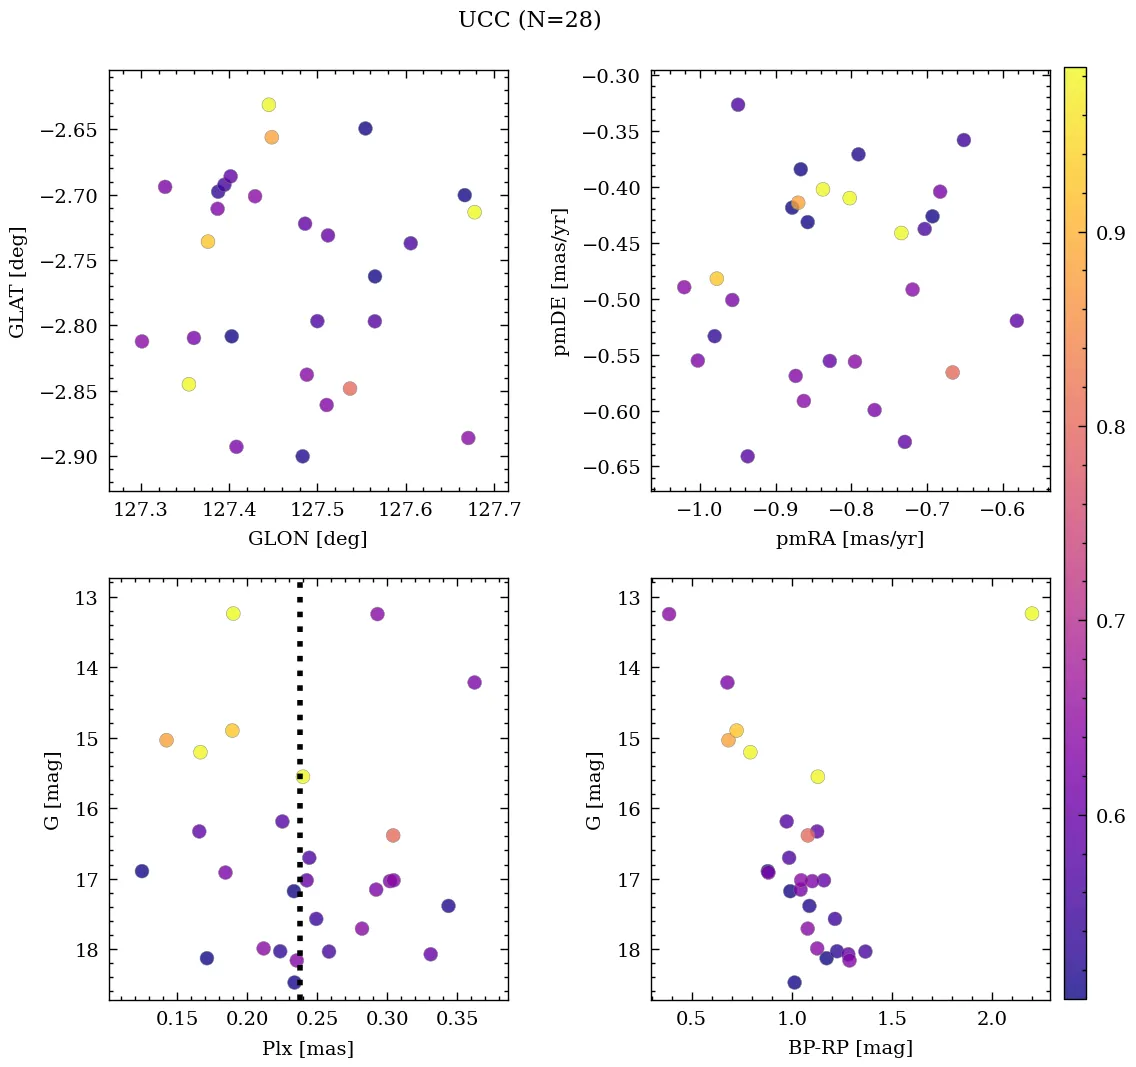 UCC (N=28)
−2.65
−2.70
−2.75
−2.80
−2.85
−2.90
GLAT [deg]
127.3 127.4 127.5 127.6 127.7
GLON [deg]
−0.30
−0.35
−0.40
−0.45
−0.50
−0.55
−0.60
−0.65
pmDE [mas/yr]
−1.0 −0.9 −0.8 −0.7 −0.6
pmRA [mas/yr]
13
14
15
16
17
18
G [mag]
0.15 0.20 0.25 0.30 0.35
Plx [mas]
13
14
15
16
17
18
G [mag]
0.5 1.0 1.5 2.0
BP-RP [mag]
0.9
0.8
0.7
0.6